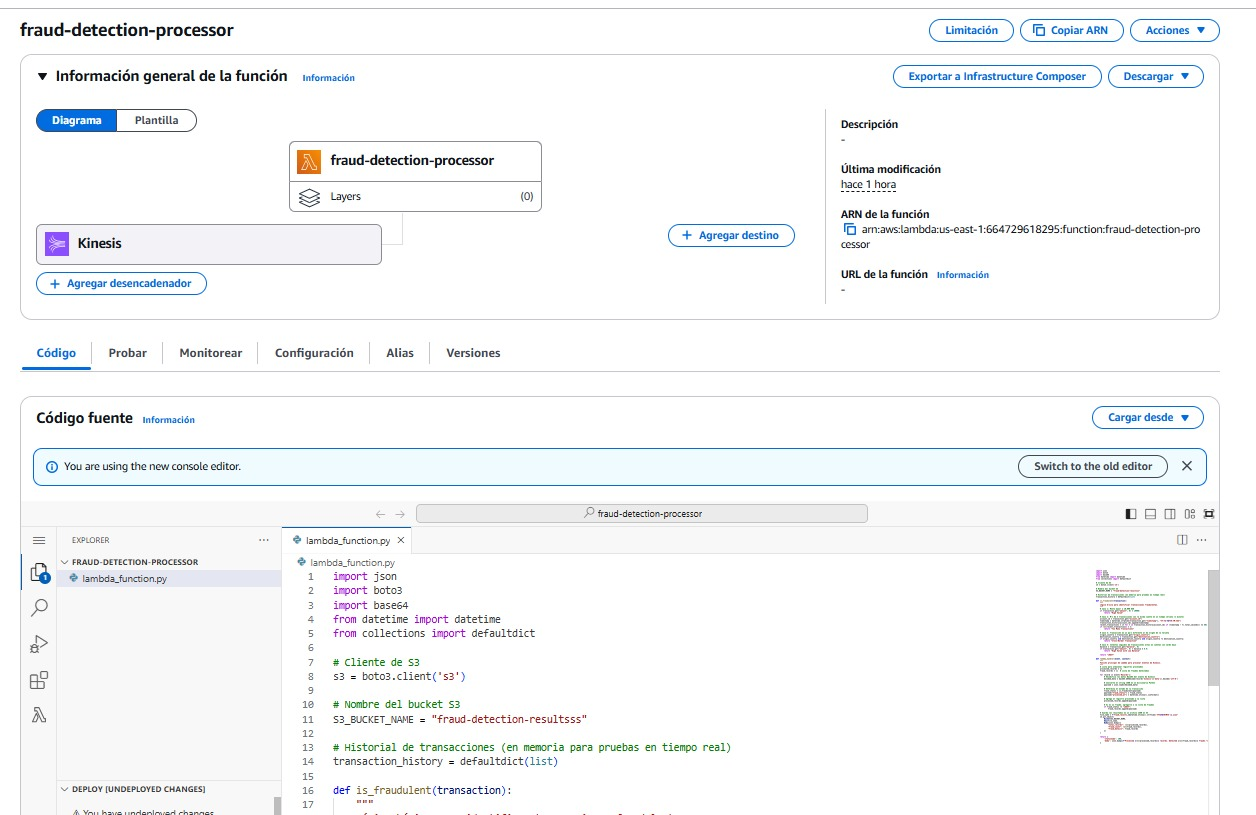 fraud-detection-processor
Limitación
Copiar ARN
Acciones
Información general de la función
Información
Exportar a Infrastructure Composer
Descargar
Diagrama
Plantilla
fraud-detection-processor
Layers
(0)
Kinesis
Agregar desencadenador
Agregar destino
Descripción
-
Última modificación
hace 1 hora
ARN de la función
arn:aws:lambda:us-east-1:664729618295:function:fraud-detection-pro
cessor
URL de la función Información
-
Código
Probar
Monitorear
Configuración
Alias
Versiones
Código fuente
Información
Cargar desde
You are using the new console editor.
Switch to the old editor
fraud-detection-processor
EXPLORER
FRAUD-DETECTION-PROCESSOR
lambda_function.py
1
DEPLOY [UNDEPLOYED CHANGES]
You have undeployed changes
lambda_function.py
lambda_function.py
1 import json
2 import boto3
3 import base64
4 from datetime import datetime
5 from collections import defaultdict
6
7 # Cliente de S3
8 s3 = boto3.client('s3')
9
10 # Nombre del bucket S3
11 S3_BUCKET_NAME = "fraud-detection-resultsss"
12
13 # Historial de transacciones (en memoria para pruebas en tiempo real)
14 transaction_history = defaultdict(list)
15
16 def is_fraudulent(transaction):
17 """